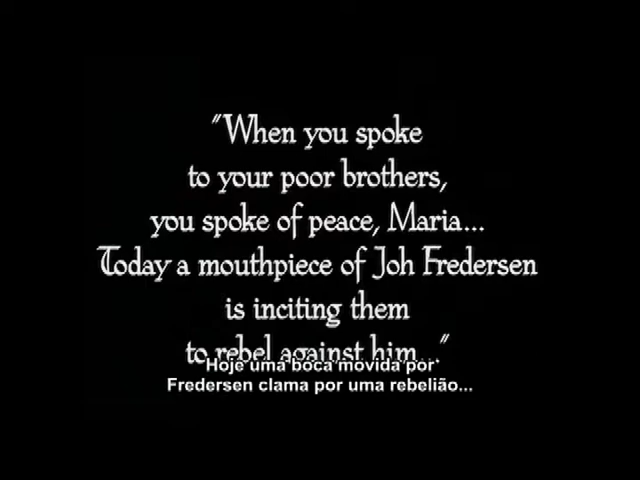 "When you spoke
to your poor brothers,
you spoke of peace, Maria...
Today a mouthpiece of Joh Fredersen
is inciting them
to rebel against him..."
Hoje uma boca movida por
Fredersen clama por uma rebelião...